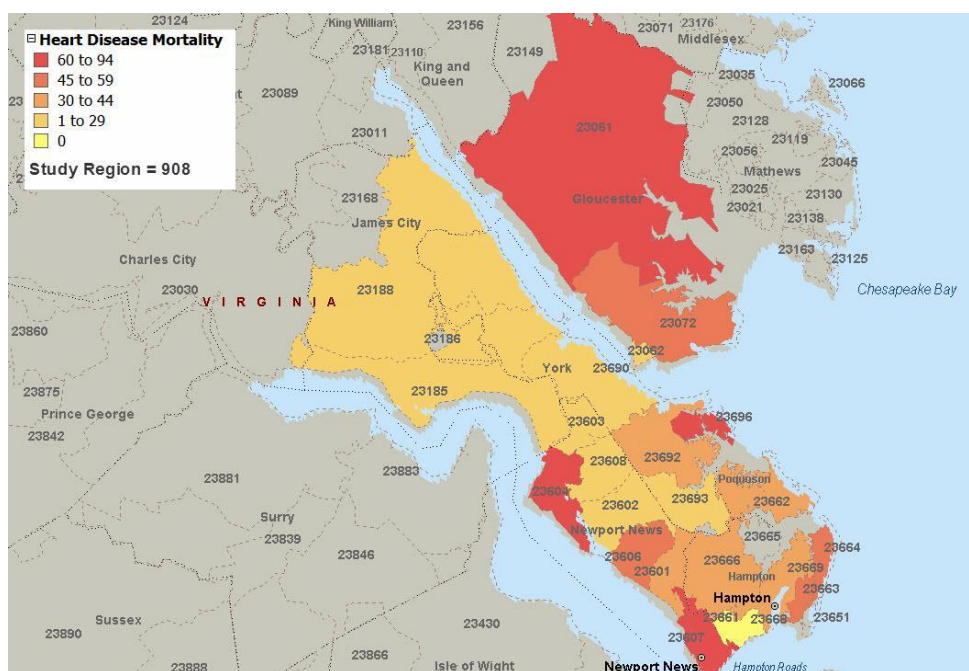 Heart Disease Mortality
60 to 94
45 to 59
30 to 44
1 to 29
0
Study Region = 908
23124
King William
23156
23071
23176
Middlesex
23181
23110
King and
Queen
23149
23035
23066
23089
23050
23011
23061
23128
23119
23056
23045
Mathews
23168
23025
23130
Gloucester
23021
James City
23138
Charles City
23163
23125
23030
VIRGINIA
23188
Chesapeake Bay
23860
23072
23186
23062
York
23690
23875
23185
Prince George
23603
23696
23842
23692
23608
23883
Poquoson
23881
23604
23693
23662
23602
Surry
Newport News
23665
23839
23664
23846
23606
23666
23601
23669
Hampton
23663
Hampton
Sussex
23661
23668
23651
23430
23890
23607
23866
23888
Isle of Wight
Newport News
Hampton Roads